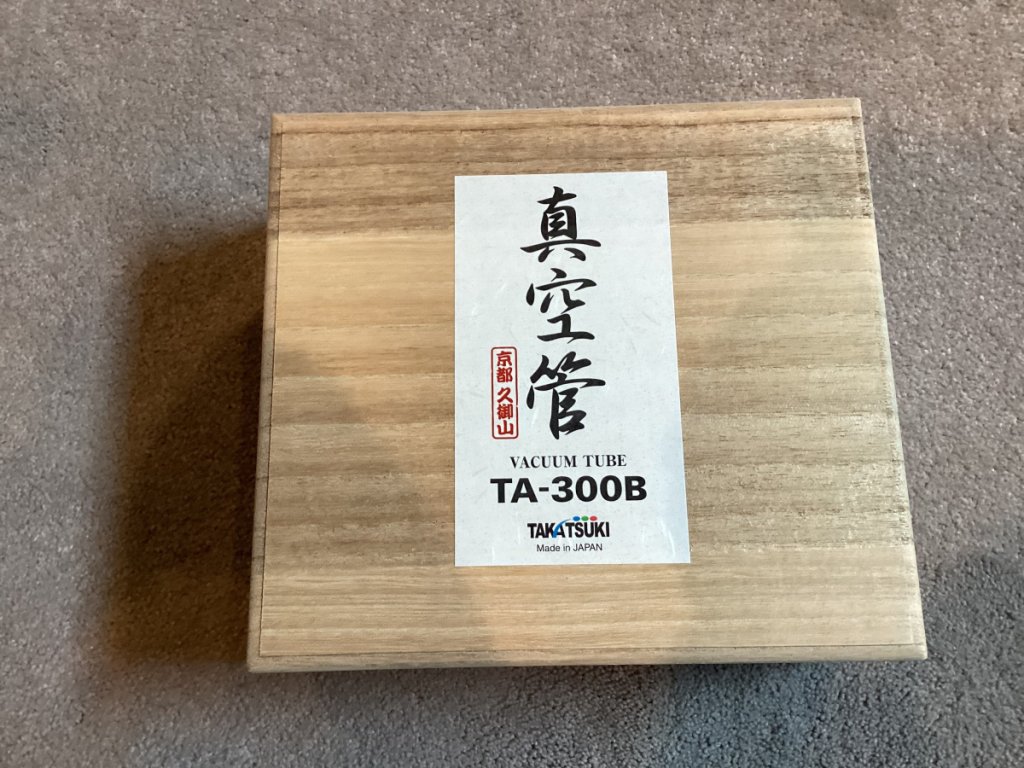 真空管
京都 久御山
VACUUM TUBE
TA-300B
TAKATSUKI
Made in JAPAN